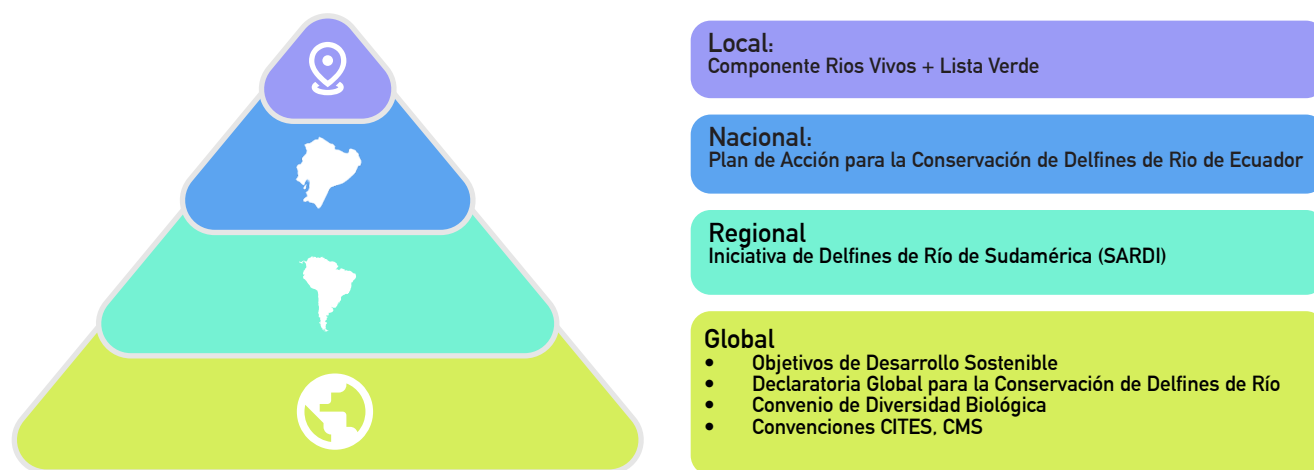 Local:
Componente Rios Vivos + Lista Verde
Nacional:
Plan de Acción para la Conservación de Delfines de Rio de Ecuador
Regional
Iniciativa de Delfines de Río de Sudamérica (SARDI)
Global
• Objetivos de Desarrollo Sostenible
• Declaratoria Global para la Conservación de Delfines de Río
• Convenio de Diversidad Biológica
• Convenciones CITES, CMS